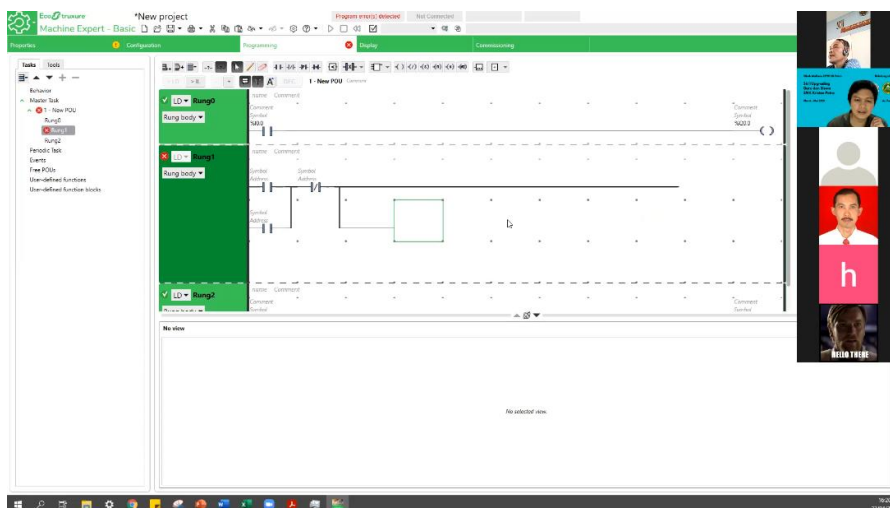 EcoStruxure
Machine Expert - Basic
*New project
Program error(s) detected
Not Connected
Properties
Configuration
Programming
Display
Commissioning
Tasks
Tools
1 - New POU
Comment
Behavior
Master Task
1 - New POU
Rung0
Rung1
Rung2
Periodic Task
Events
Free POUs
User-defined functions
User-defined function blocks
LD
Rung0
name Comment
Rung body
Comment
Symbol
%I0.0
Comment
Symbol
%Q0.0
LD
Rung1
name Comment
Rung body
Symbol
Address
Symbol
Address
Symbol
Address
LD
Rung2
name Comment
Rung body
Comment
Symbol
Comment
Symbol
No view
No selected view.
h
HELLO THERE